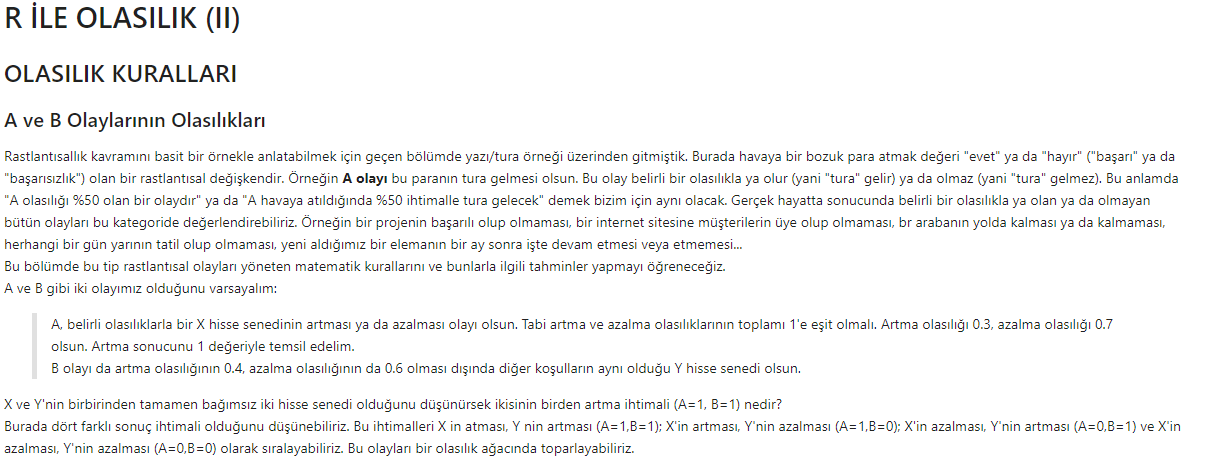 R İLE OLASILIK (II)
OLASILIK KURALLARI
A ve B Olaylarının Olasılıkları
Rastlantısallık kavramını basit bir örnekle anlatabilmek için geçen bölümde yazı/tura örneği üzerinden gitmiştik. Burada havaya bir bozuk para atmak değeri "evet" ya da "hayır" ("başarı" ya da
"başarısızlık") olan bir rastlantısal değişkendir. Örneğin A olayı bu paranın tura gelmesi olsun. Bu olay belirli bir olasılıkla ya olur (yani "tura" gelir) ya da olmaz (yani "tura" gelmez). Bu anlamda
"A olasılığı %50 olan bir olaydır" ya da "A havaya atıldığında %50 ihtimalle tura gelecek" demek bizim için aynı olacak. Gerçek hayatta sonucunda belirli bir olasılıkla ya olan ya da olmayan
bütün olayları bu kategoride değerlendirebiliriz. Örneğin bir projenin başarılı olup olmaması, bir internet sitesine müşterilerin üye olup olmaması, br arabanın yolda kalması ya da kalmaması,
herhangi bir gün yarının tatil olup olmaması, yeni aldığımız bir elemanın bir ay sonra işte devam etmesi veya etmemesi...
Bu bölümde bu tip rastlantısal olayları yöneten matematik kurallarını ve bunlarla ilgili tahminler yapmayı öğreneceğiz.
A ve B gibi iki olayımız olduğunu varsayalım:
A, belirli olasılıklarla bir X hisse senedinin artması ya da azalması olayı olsun. Tabi artma ve azalma olasılıklarının toplamı 1'e eşit olmalı. Artma olasılığı 0.3, azalma olasılığı 0.7
olsun. Artma sonucunu 1 değeriyle temsil edelim.
B olayı da artma olasılığının 0.4, azalma olasılığının da 0.6 olması dışında diğer koşulların aynı olduğu Y hisse senedi olsun.
X ve Y'nin birbirinden tamamen bağımsız iki hisse senedi olduğunu düşünürsek ikisinin birden artma ihtimali (A=1, B=1) nedir?
Burada dört farklı sonuç ihtimali olduğunu düşünebiliriz. Bu ihtimalleri X in atması, Y nin artması (A=1,B=1); X'in artması, Y'nin azalması (A=1,B=0); X'in azalması, Y'nin artması (A=0,B=1) ve X'in
azalması, Y'nin azalması (A=0,B=0) olarak sıralayabiliriz. Bu olayları bir olasılık ağacında toparlayabiliriz.